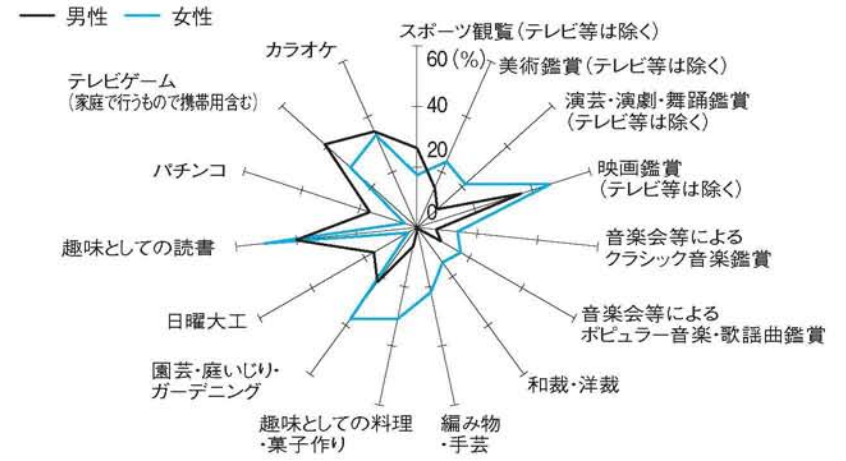 男性 女性
スポーツ観覧(テレビ等は除く)
60(%)
40
20
0
美術鑑賞(テレビ等は除く)
演芸・演劇・舞踊鑑賞
(テレビ等は除く)
映画鑑賞
(テレビ等は除く)
音楽会等による
クラシック音楽鑑賞
音楽会等による
ポピュラー音楽・歌謡曲鑑賞
和裁・洋裁
編み物
・手芸
趣味としての料理
・菓子作り
園芸・庭いじり・
ガーデニング
日曜大工
趣味としての読書
パチンコ
テレビゲーム
(家庭で行うもので携帯用含む)
カラオケ